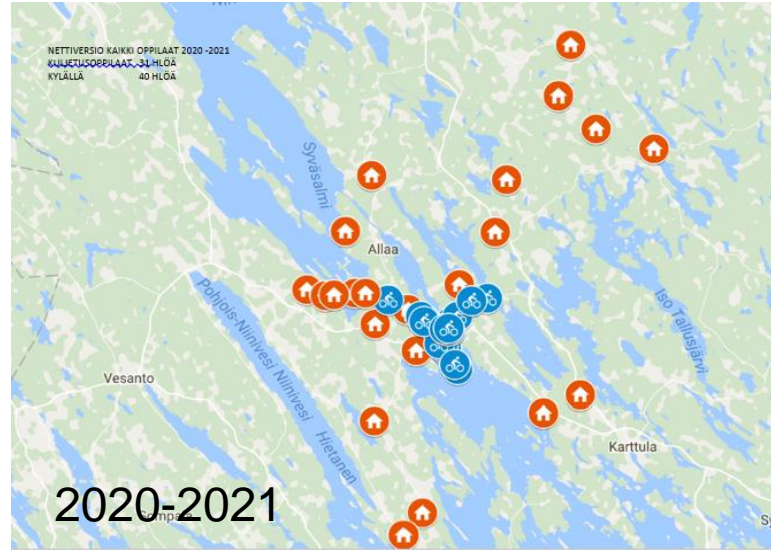 NETTIVERSIO KAIKKI OPPILAAT 2020 -2021
KULJETUSOPPILAAT 31 HLÖÄ
KYLÄLLÄ 40 HLÖÄ
Syväsalmi
Allaa
Pohjois-Niinivesi Niinivesi
Hietanen
Iso Tallusjärvi
Vesanto
Karttula
2020-2021